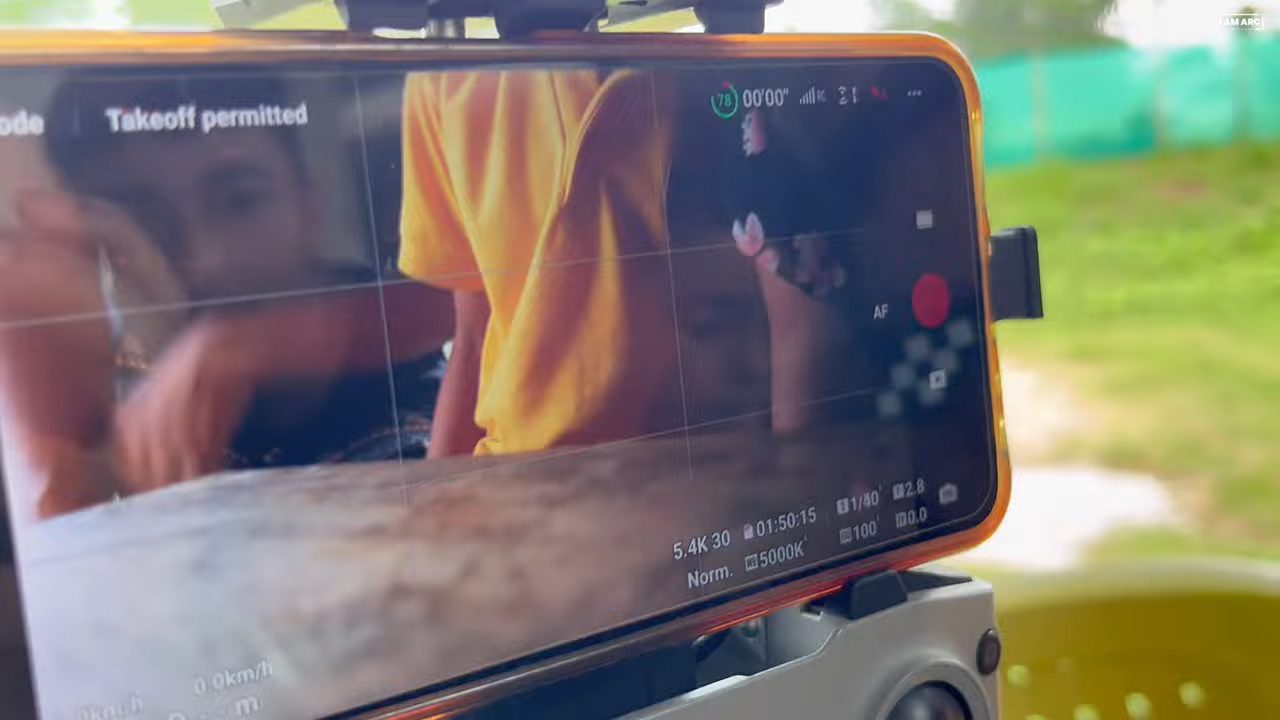 I AM ARC
ode Takeoff permitted
78 00'00"
AF
5.4K 30 01:50:15 S 1/40 F 2.8
Norm. WB 5000K 100 0.0
0.0km/h
m